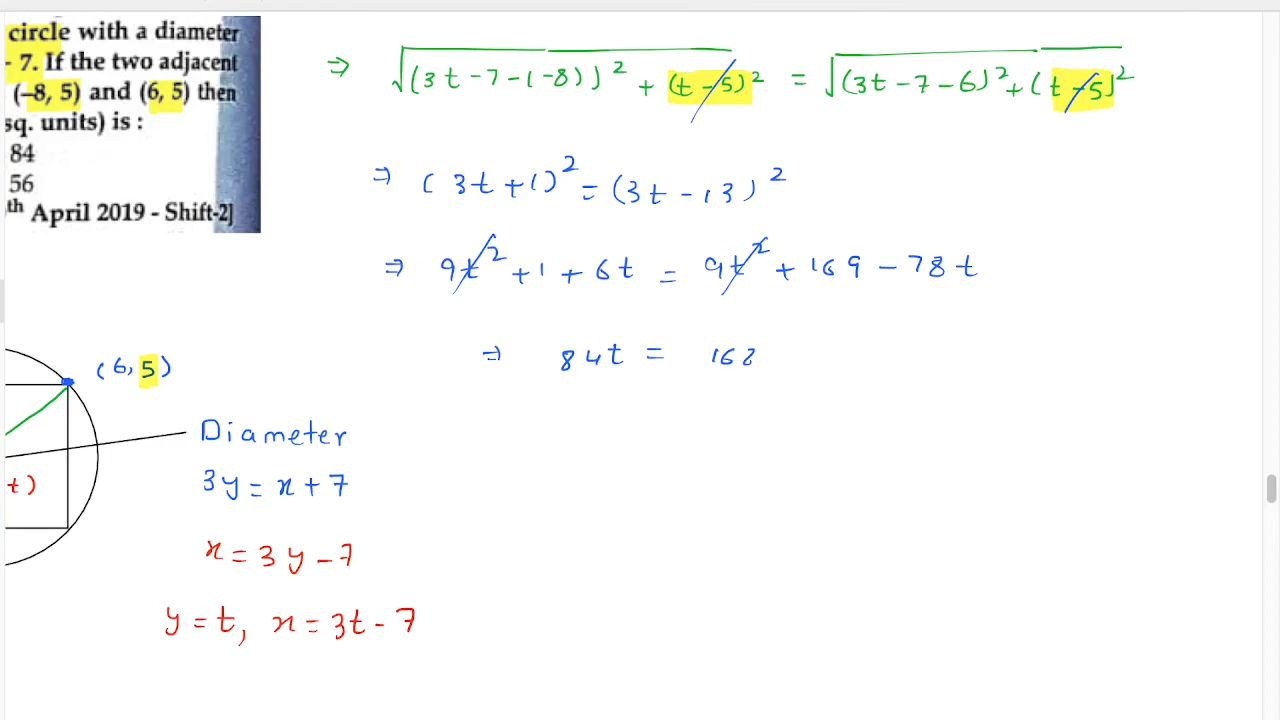 circle with a diameter
- 7. If the two adjacent
(–8, 5) and (6, 5) then
sq. units) is :
84
56
th April 2019 - Shift-2]
⇒ √((3t-7-(-8))² + (t-5)²) = √((3t-7-6)² + (t-5)²)
⇒ (3t+1)² = (3t-13)²
⇒ 9t² + 1 + 6t = 9t² + 169 - 78t
⇒ 84t = 168
(6, 5)
Diameter
3y = x + 7
t)
x = 3y - 7
y = t, x = 3t - 7